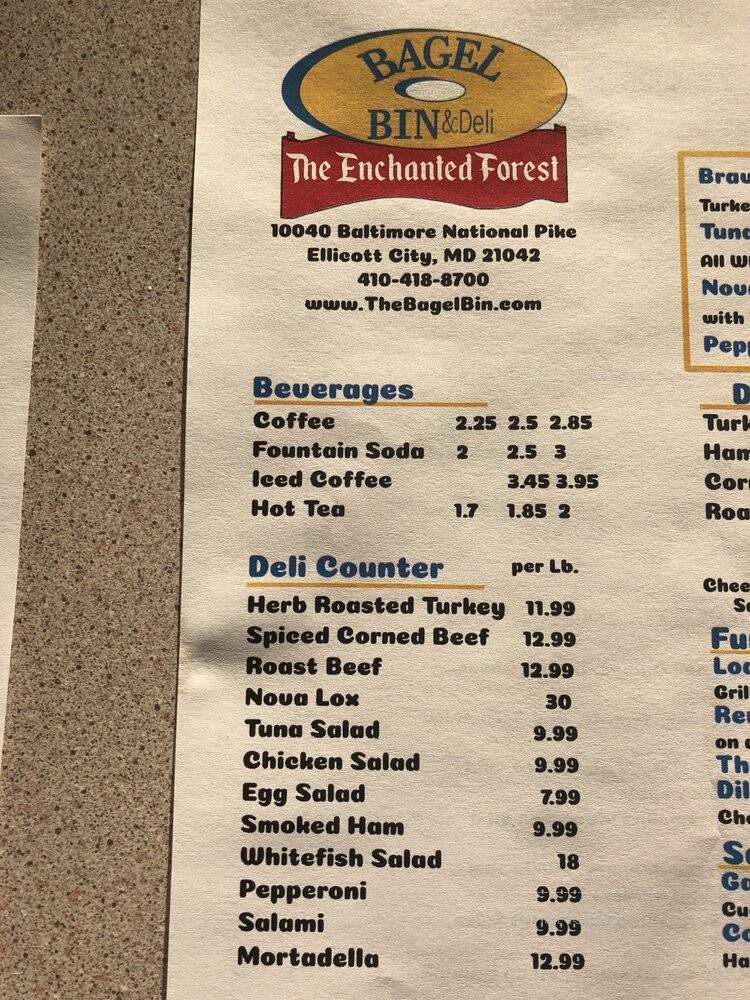 BAGEL
BIN &Deli
The Enchanted Forest
10040 Baltimore National Pike
Ellicott City, MD 21042
410-418-8700
www.TheBagelBin.com
Beverages
Coffee 2.25 2.5 2.85
Fountain Soda 2 2.5 3
Iced Coffee 3.45 3.95
Hot Tea 1.7 1.85 2
Deli Counter per Lb.
Herb Roasted Turkey 11.99
Spiced Corned Beef 12.99
Roast Beef 12.99
Nova Lox 30
Tuna Salad 9.99
Chicken Salad 9.99
Egg Salad 7.99
Smoked Ham 9.99
Whitefish Salad 18
Pepperoni 9.99
Salami 9.99
Mortadella 12.99
All
with
on